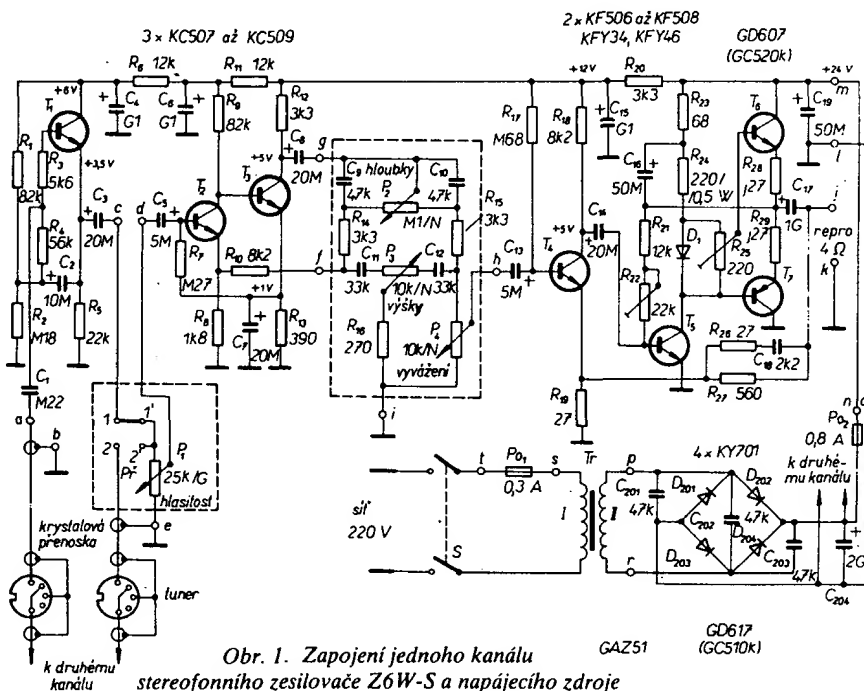 3 x KC507 až KC509
2 x KF506 až KF508
KFY34, KFY46
GD607
(GC520k)
R6 12k
R11 12k
+6V
T1
C4
G1
C6
G1
R9
82k
R12
3k3
R1
82k
R3
5k6
+3,5V
C3
20M
R4
56k
C2
10M
R2
M18
R5
22k
C1
M22
a
b
c
d
C5
5M
T2
T3
+5V
C8
20M
g
R7
M27
R10 8k2
f
+1V
R8
1k8
C7
20M
R13
390
C9
47k
hloubky
P2
M1/N
C10
47k
R14
3k3
R15
3k3
C11
33k
P3
C12
33k
10k/N
výšky
R16
270
P4
10k/N
vyvážení
h
i
C13
5M
+12V
R17
M68
R18
8k2
C15
G1
R20
3k3
T4
+5V
C14
20M
R19
27
C16
50M
R23
68
R24
220/
/0,5 W
R21
12k
R22
22k
D1
R25
220
T5
T6
R28
27
R29
27
T7
R26 27
C18 2k2
R27 560
C17
1G
C19
50M
+24 V
m
l
j
repro
4 Ω
k
n
Po2
0,8 A
1
1'
2
2'
Př
P1
25k/G
hlasitost
e
krystalová
přenoska
tuner
k druhému
kanálu
síť
220 V
S
t
Po1
0,3 A
s
Tr
I
II
p
r
C201
47k
4 x KY701
D201
D202
C202
47k
D203
D204
C203
47k
k druhé-
mu kanálu
2G
C204
GAZ51
GD617
(GC510k)
Obr. 1. Zapojení jednoho kanálu
stereofonního zesilovače Z6W-S a napájecího zdroje